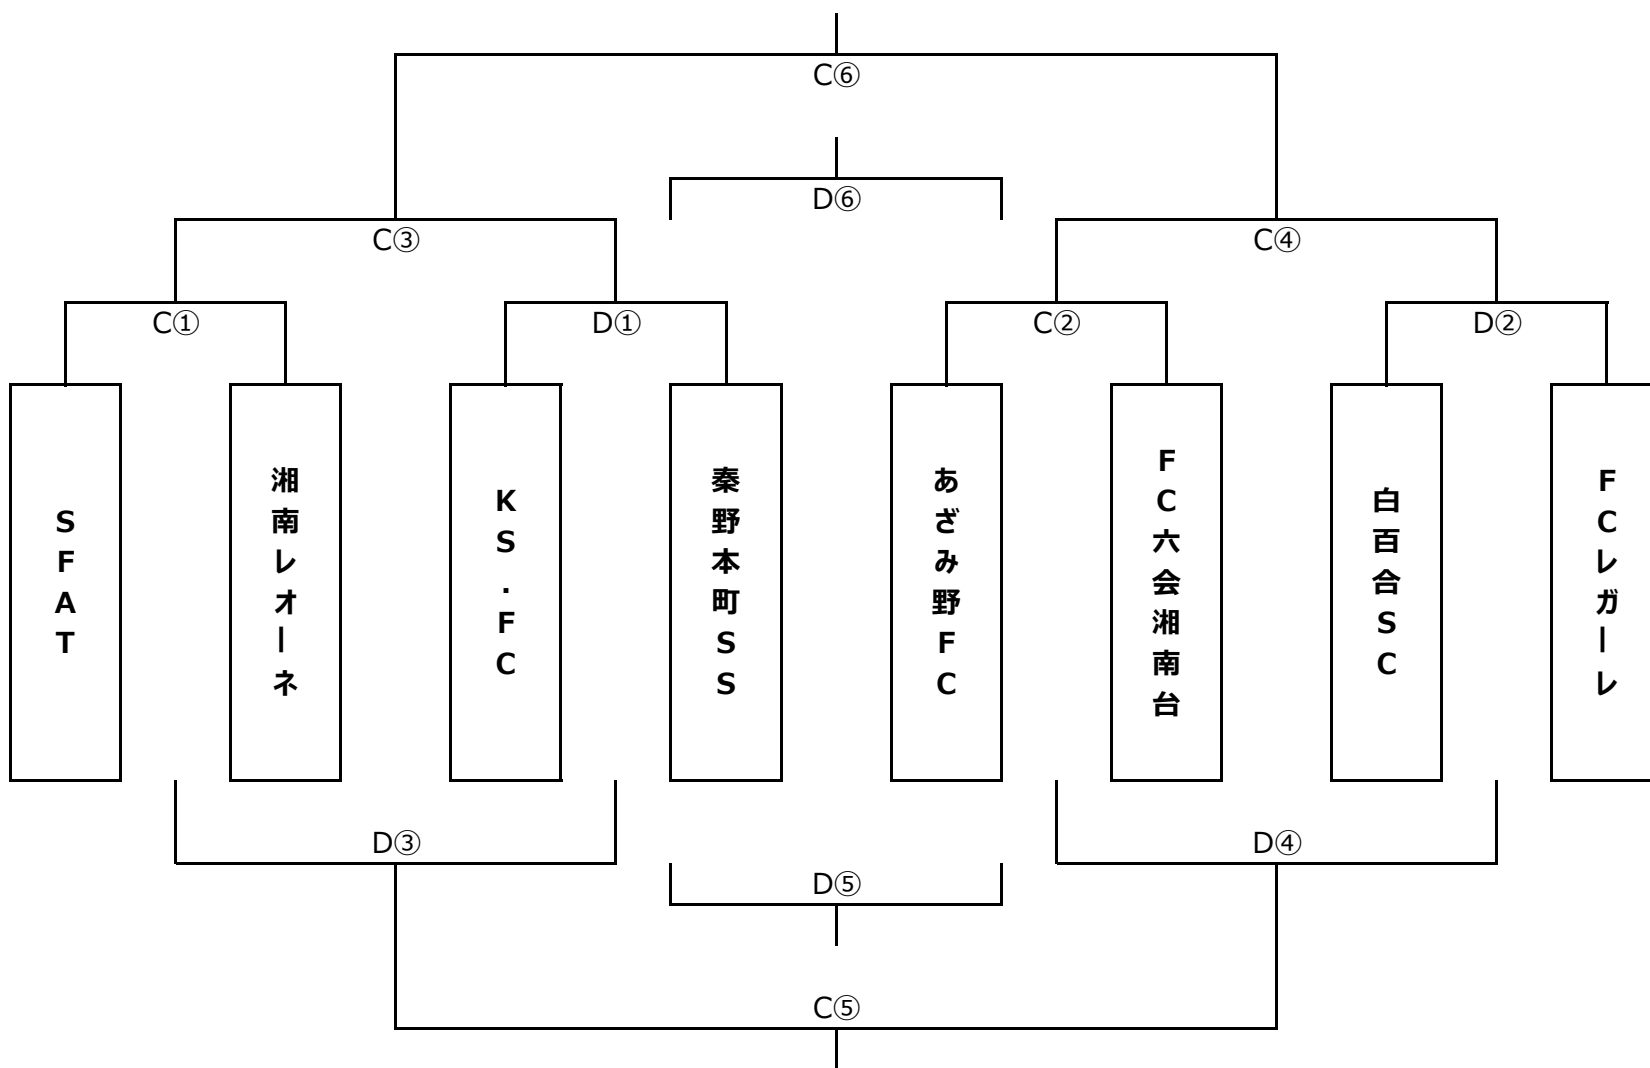 C⑥
D⑥
C③
C④
C①
D①
C②
D②
SFAT
湘南レオーネ
KS.FC
秦野本町SS
あざみ野FC
FC六会湘南台
白百合SC
FCレガーレ
D③
D④
D⑤
C⑤